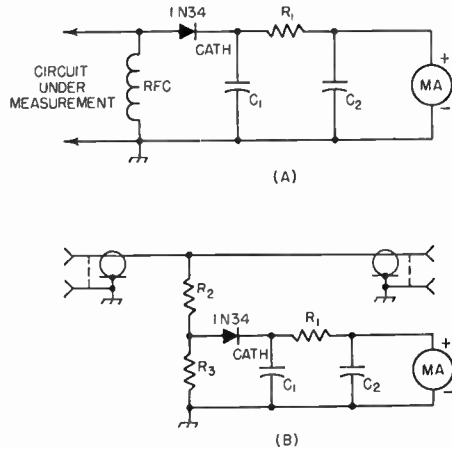 1N34
R1
CATH
CIRCUIT
UNDER
MEASUREMENT
RFC
C1
C2
+
MA
-
(A)
R2
1N34
R1
CATH
R3
C1
C2
+
MA
-
(B)